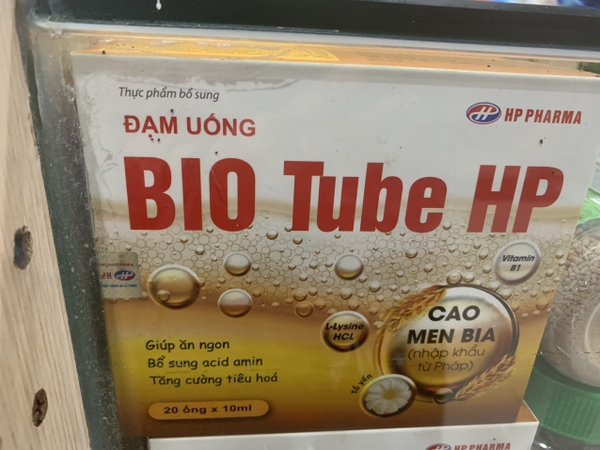 Thực phẩm bổ sung
HP PHARMA
ĐẠM UỐNG
BIO Tube HP
Vitamin
B1
L-Lysine
HCL
CAO
MEN BIA
(nhập khẩu
từ Pháp)
Giúp ăn ngon
Bổ sung acid amin
Tăng cường tiêu hoá
Tỏ Yến
20 ống x 10ml
HP PHARMA